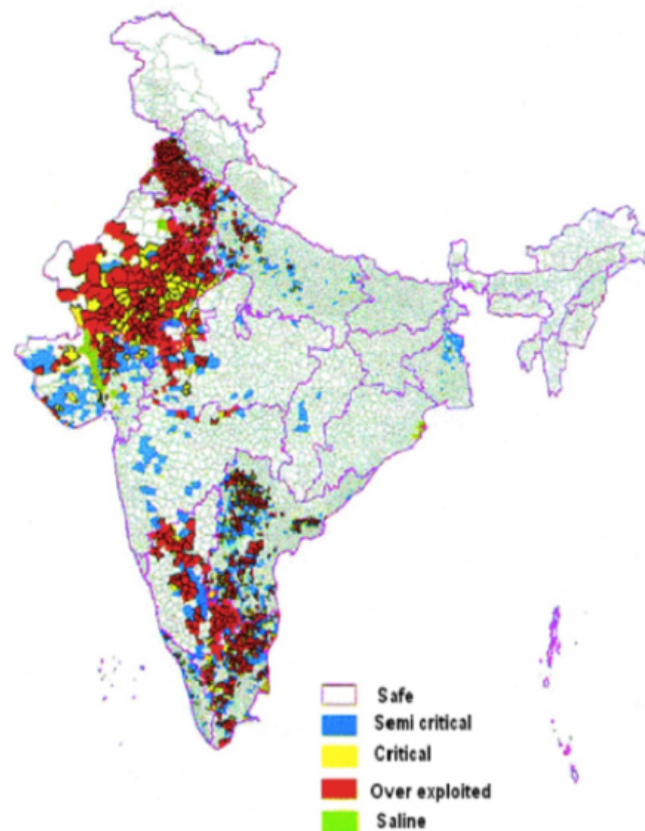 Safe
Semi critical
Critical
Over exploited
Saline